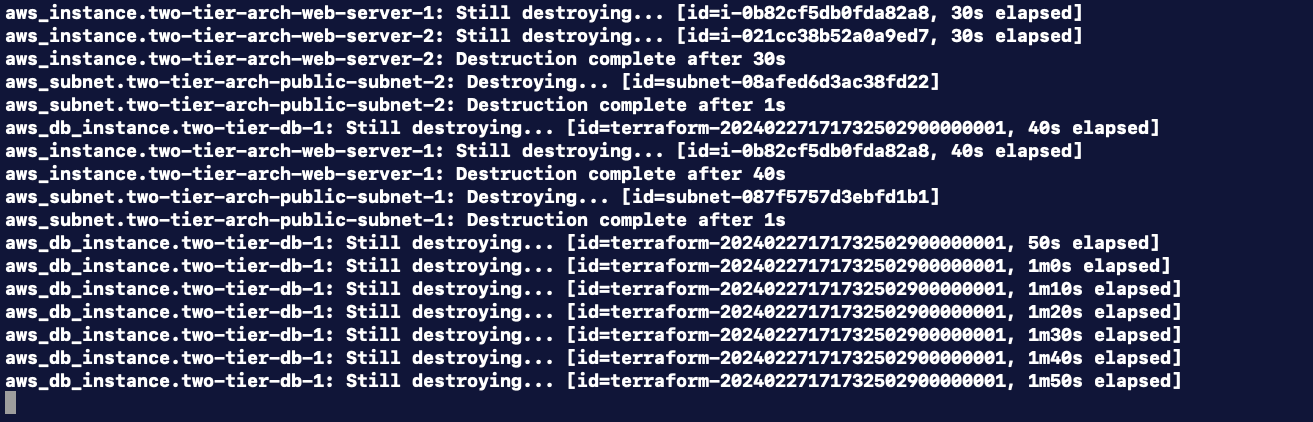 aws_instance.two-tier-arch-web-server-1: Still destroying... [id=i-0b82cf5db0fda82a8, 30s elapsed]
aws_instance.two-tier-arch-web-server-2: Still destroying... [id=i-021cc38b52a0a9ed7, 30s elapsed]
aws_instance.two-tier-arch-web-server-2: Destruction complete after 30s
aws_subnet.two-tier-arch-public-subnet-2: Destroying... [id=subnet-08afed6d3ac38fd22]
aws_subnet.two-tier-arch-public-subnet-2: Destruction complete after 1s
aws_db_instance.two-tier-db-1: Still destroying... [id=terraform-20240227171732502900000001, 40s elapsed]
aws_instance.two-tier-arch-web-server-1: Still destroying... [id=i-0b82cf5db0fda82a8, 40s elapsed]
aws_instance.two-tier-arch-web-server-1: Destruction complete after 40s
aws_subnet.two-tier-arch-public-subnet-1: Destroying... [id=subnet-087f5757d3ebfd1b1]
aws_subnet.two-tier-arch-public-subnet-1: Destruction complete after 1s
aws_db_instance.two-tier-db-1: Still destroying... [id=terraform-20240227171732502900000001, 50s elapsed]
aws_db_instance.two-tier-db-1: Still destroying... [id=terraform-20240227171732502900000001, 1m0s elapsed]
aws_db_instance.two-tier-db-1: Still destroying... [id=terraform-20240227171732502900000001, 1m10s elapsed]
aws_db_instance.two-tier-db-1: Still destroying... [id=terraform-20240227171732502900000001, 1m20s elapsed]
aws_db_instance.two-tier-db-1: Still destroying... [id=terraform-20240227171732502900000001, 1m30s elapsed]
aws_db_instance.two-tier-db-1: Still destroying... [id=terraform-20240227171732502900000001, 1m40s elapsed]
aws_db_instance.two-tier-db-1: Still destroying... [id=terraform-20240227171732502900000001, 1m50s elapsed]